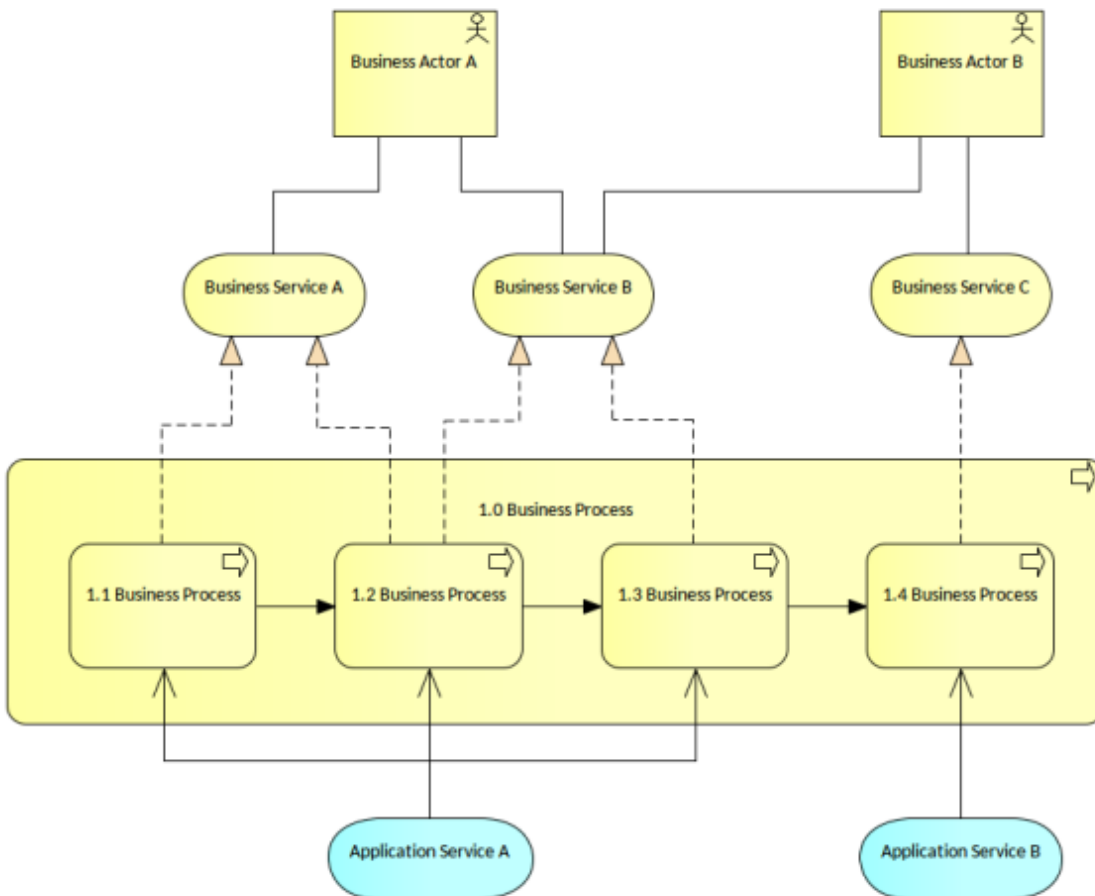 Business Actor A
Business Actor B
Business Service A
Business Service B
Business Service C
1.0 Business Process
1.1 Business Process
1.2 Business Process
1.3 Business Process
1.4 Business Process
Application Service A
Application Service B